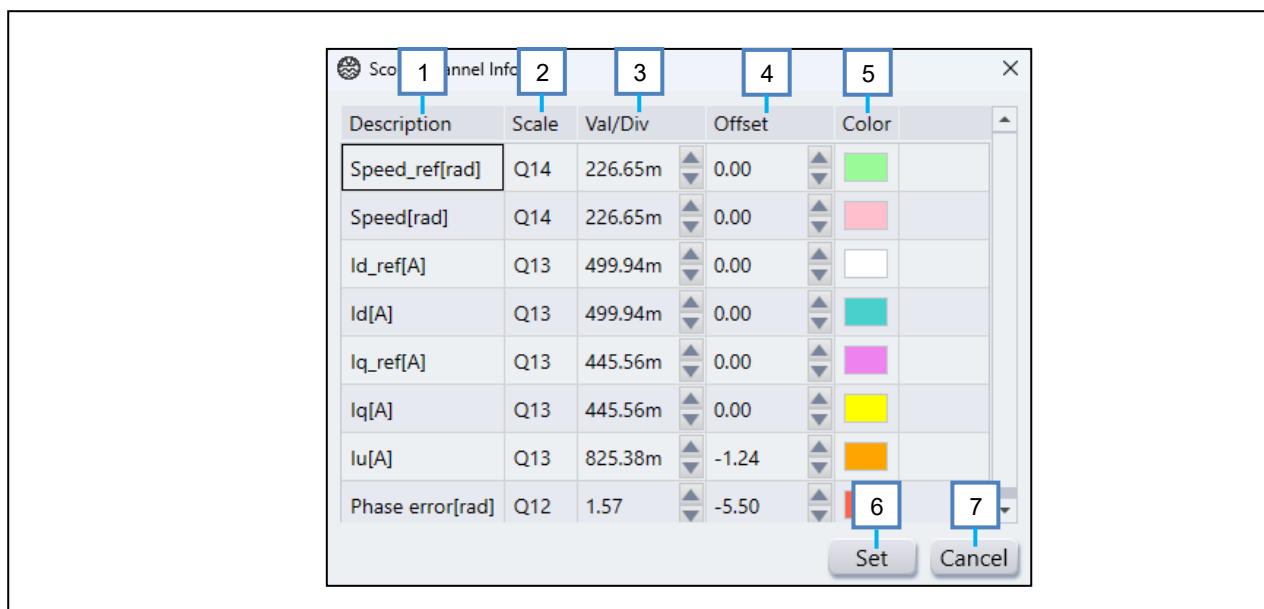 Sco 1 annel Info 2 3 4 5
Description Scale Val/Div Offset Color
Speed_ref[rad] Q14 226.65m 0.00
Speed[rad] Q14 226.65m 0.00
Id_ref[A] Q13 499.94m 0.00
Id[A] Q13 499.94m 0.00
Iq_ref[A] Q13 445.56m 0.00
Iq[A] Q13 445.56m 0.00
Iu[A] Q13 825.38m -1.24
Phase error[rad] Q12 1.57 -5.50
6 7
Set Cancel